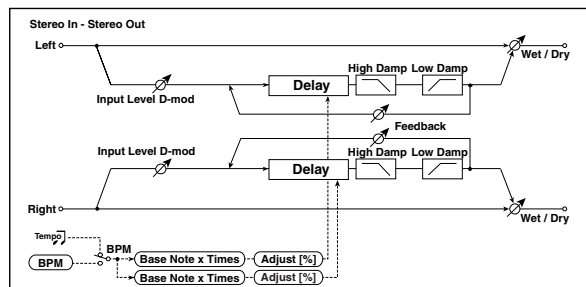 Stereo In - Stereo Out
Left
Wet / Dry
High Damp Low Damp
Delay
Input Level D-mod
Feedback
Input Level D-mod
High Damp Low Damp
Delay
Right
Wet / Dry
Tempo
BPM
BPM
Base Note x Times Adjust [%]
Base Note x Times Adjust [%]